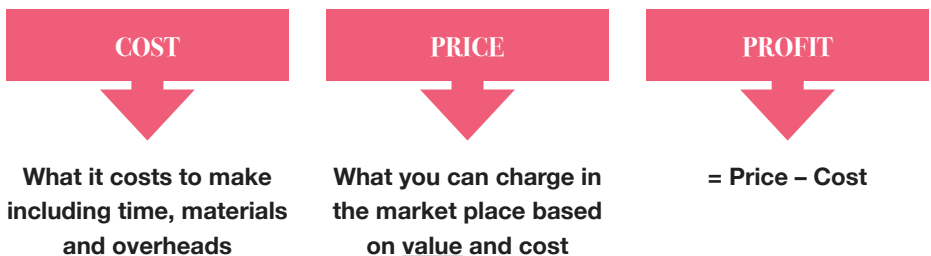 COST
What it costs to make
including time, materials
and overheads
PRICE
What you can charge in
the market place based
on value and cost
PROFIT
= Price – Cost